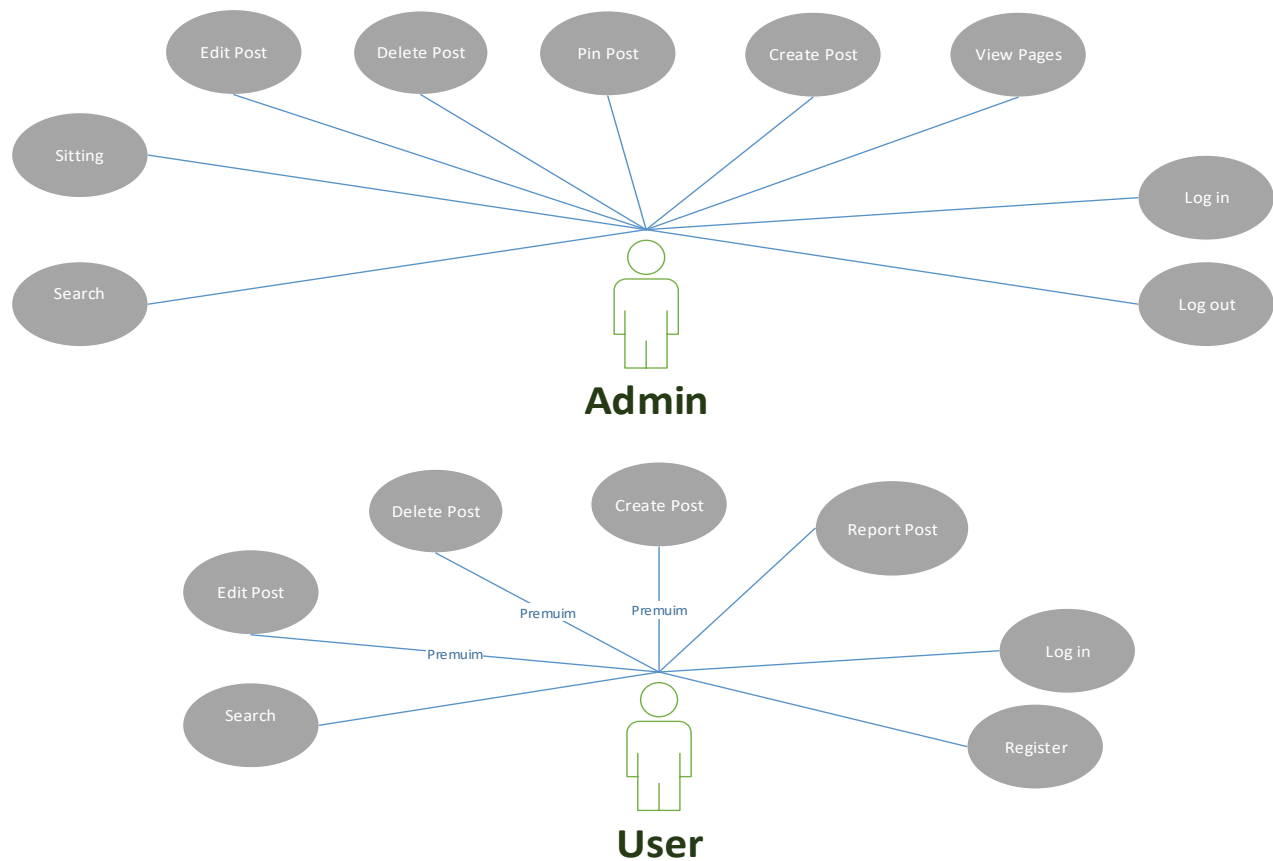 Edit Post
Delete Post
Pin Post
Create Post
View Pages
Sitting
Log in
Search
Log out
Admin
Delete Post
Create Post
Report Post
Edit Post
Premuim
Premuim
Premuim
Log in
Search
Register
User